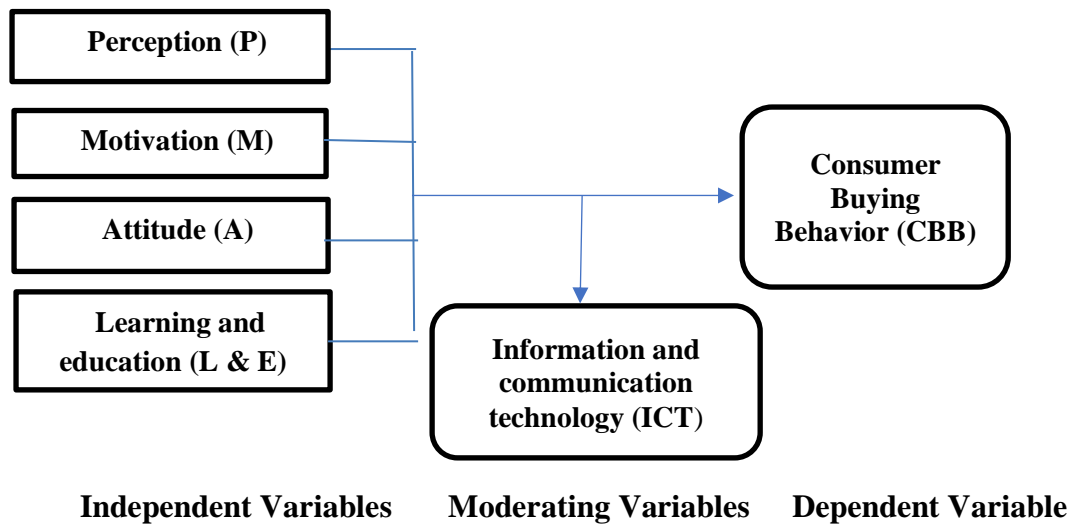 Perception (P)
Motivation (M)
Attitude (A)
Learning and
education (L & E)
Consumer
Buying
Behavior (CBB)
Information and
communication
technology (ICT)
Independent Variables Moderating Variables Dependent Variable